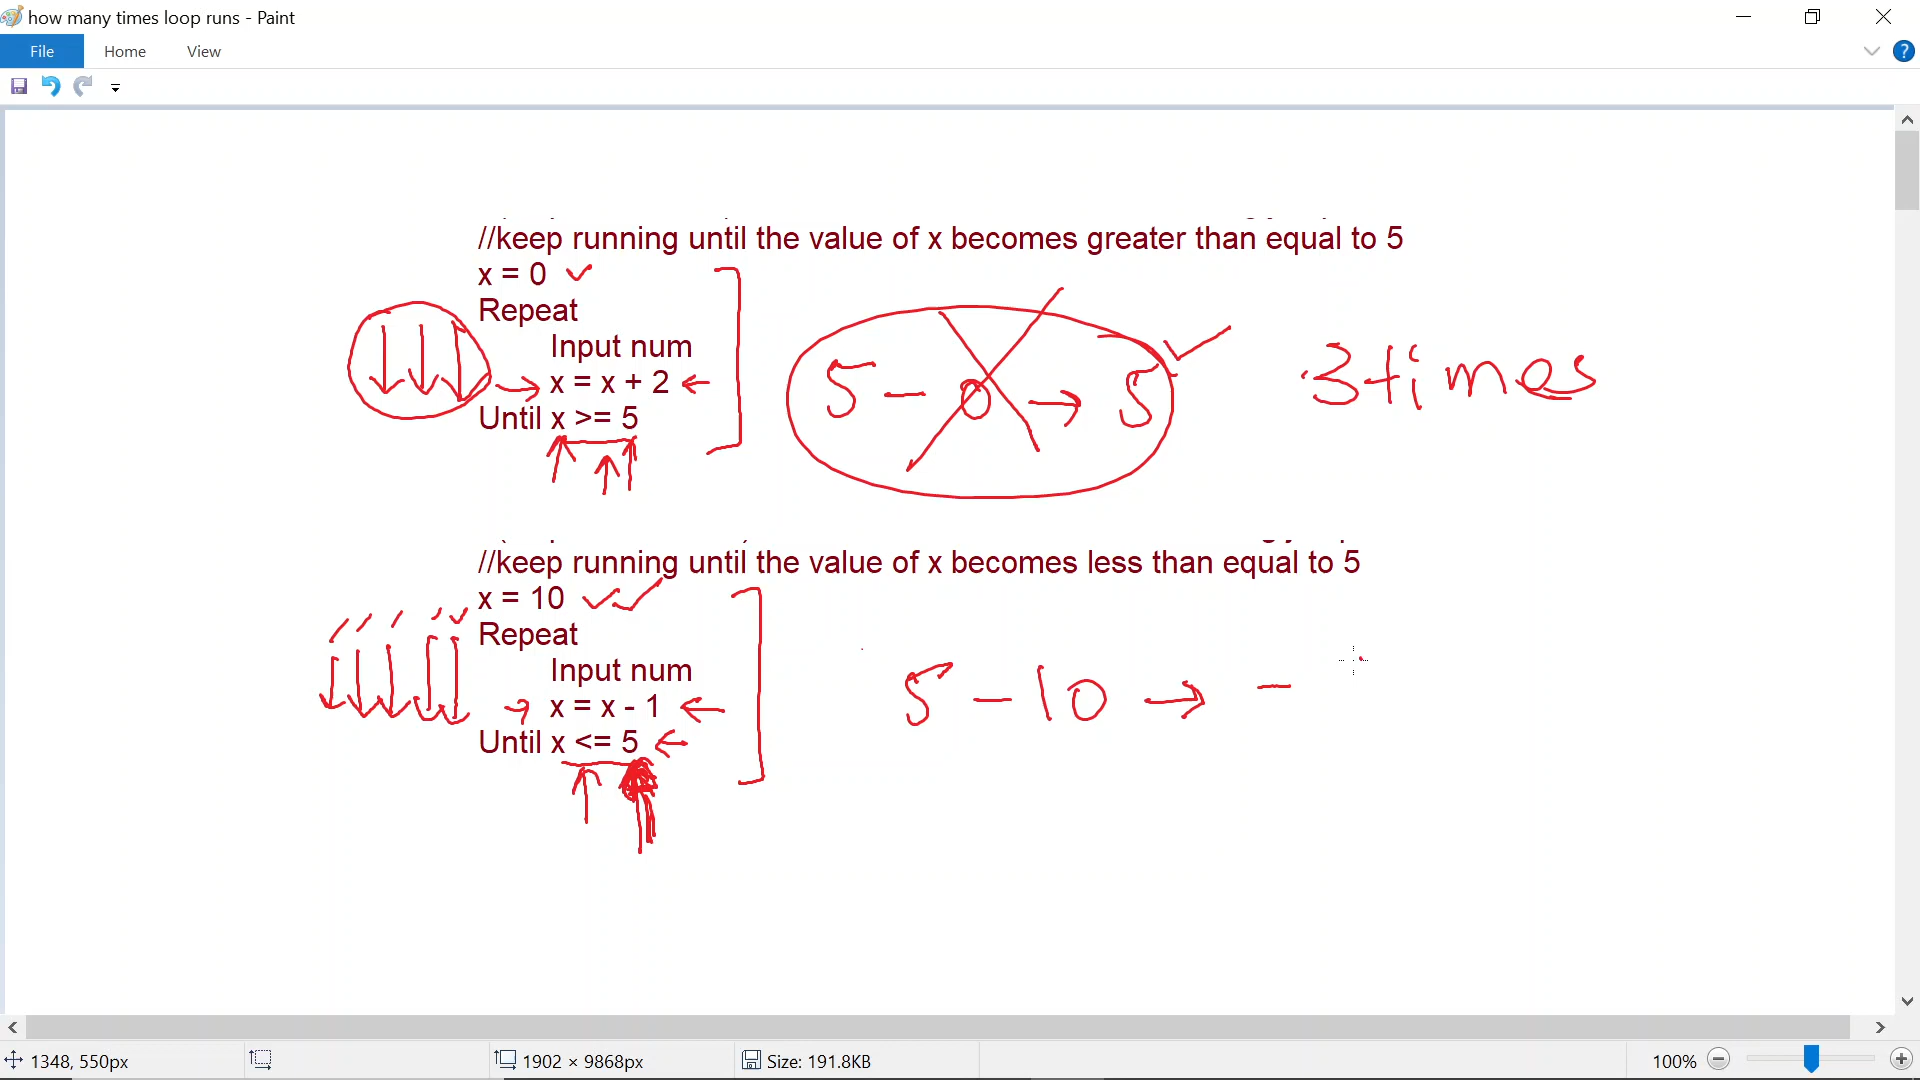 how many times loop runs - Paint
File Home View
//keep running until the value of x becomes greater than equal to 5
x = 0
Repeat
Input num
x = x + 2
Until x >= 5
5 - 0 → 5
3 times
//keep running until the value of x becomes less than equal to 5
x = 10
Repeat
Input num
x = x - 1
Until x <= 5
5 - 10 → -
1348, 550px
1902 × 9868px
Size: 191.8KB
100%